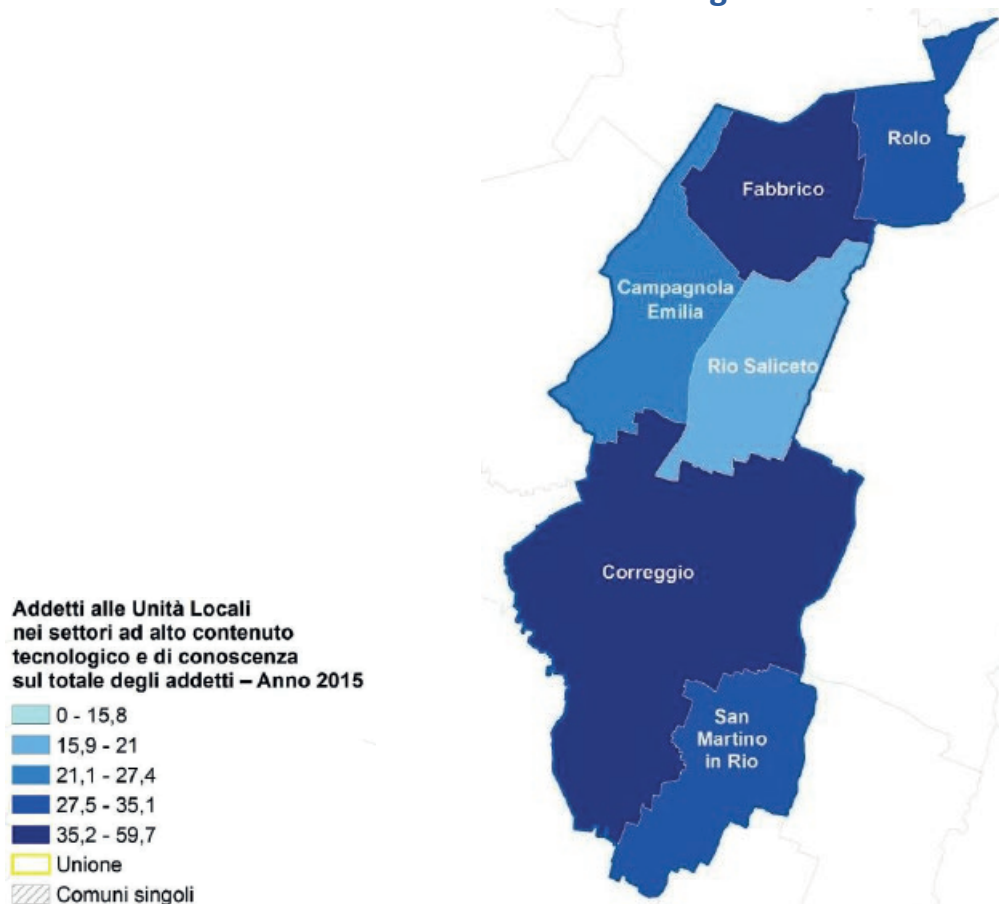 Rolo
Fabbrico
Campagnola
Emilia
Rio Saliceto
Correggio
San
Martino
in Rio
Addetti alle Unità Locali
nei settori ad alto contenuto
tecnologico e di conoscenza
sul totale degli addetti – Anno 2015
0 - 15,8
15,9 - 21
21,1 - 27,4
27,5 - 35,1
35,2 - 59,7
Unione
Comuni singoli